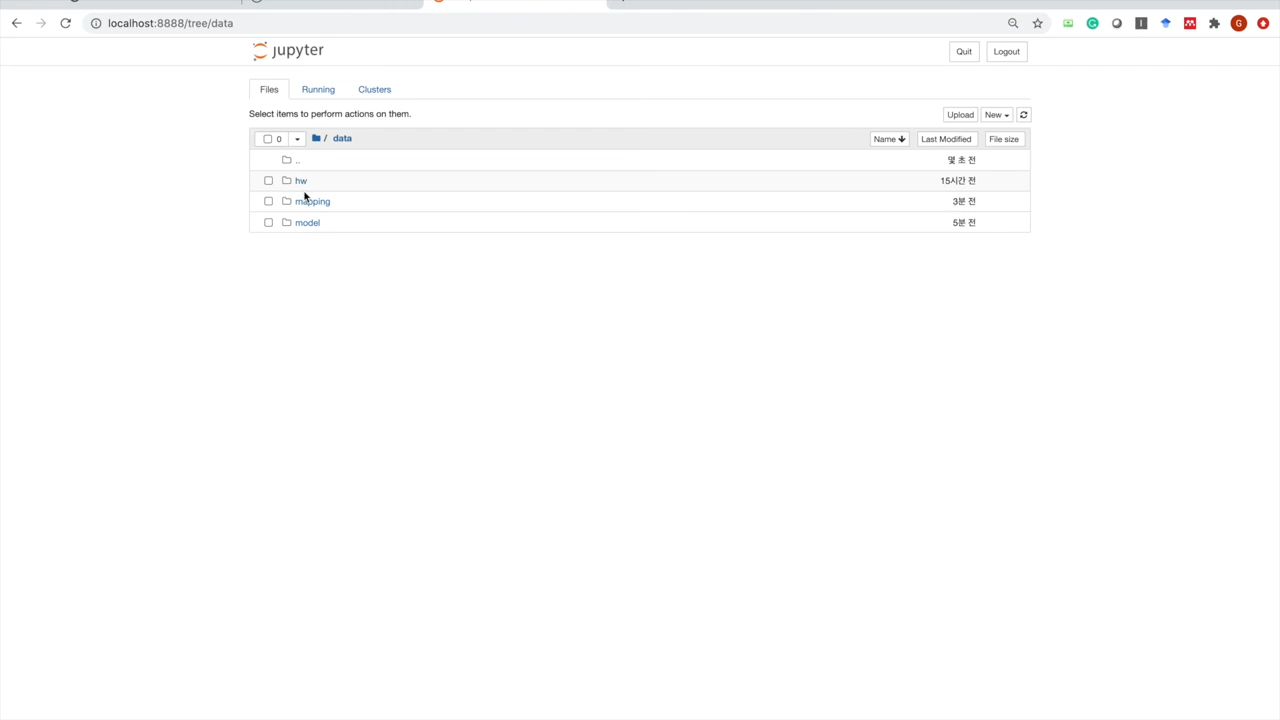 localhost:8888/tree/data
G
jupyter
Quit
Logout
Files
Running
Clusters
Select items to perform actions on them.
Upload
New
0
/ data
Name
Last Modified
File size
..
몇 초 전
hw
15시간 전
mapping
3분 전
model
5분 전